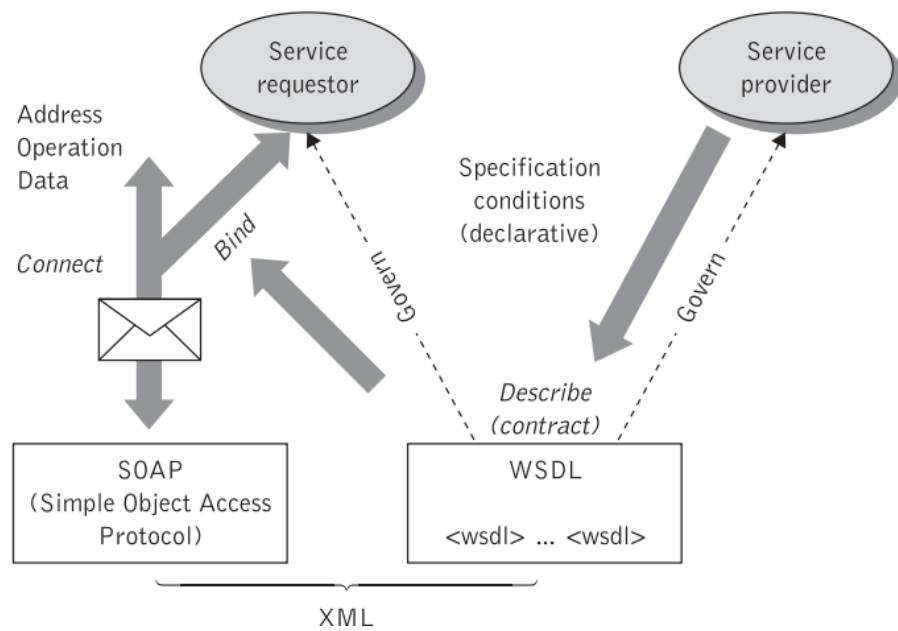 Service
requestor
Service
provider
Address
Operation
Data
Specification
conditions
(declarative)
Connect
Bind
Govern
Govern
Describe
(contract)
SOAP
(Simple Object Access
Protocol)
WSDL
<wsdl> ... <wsdl>
XML